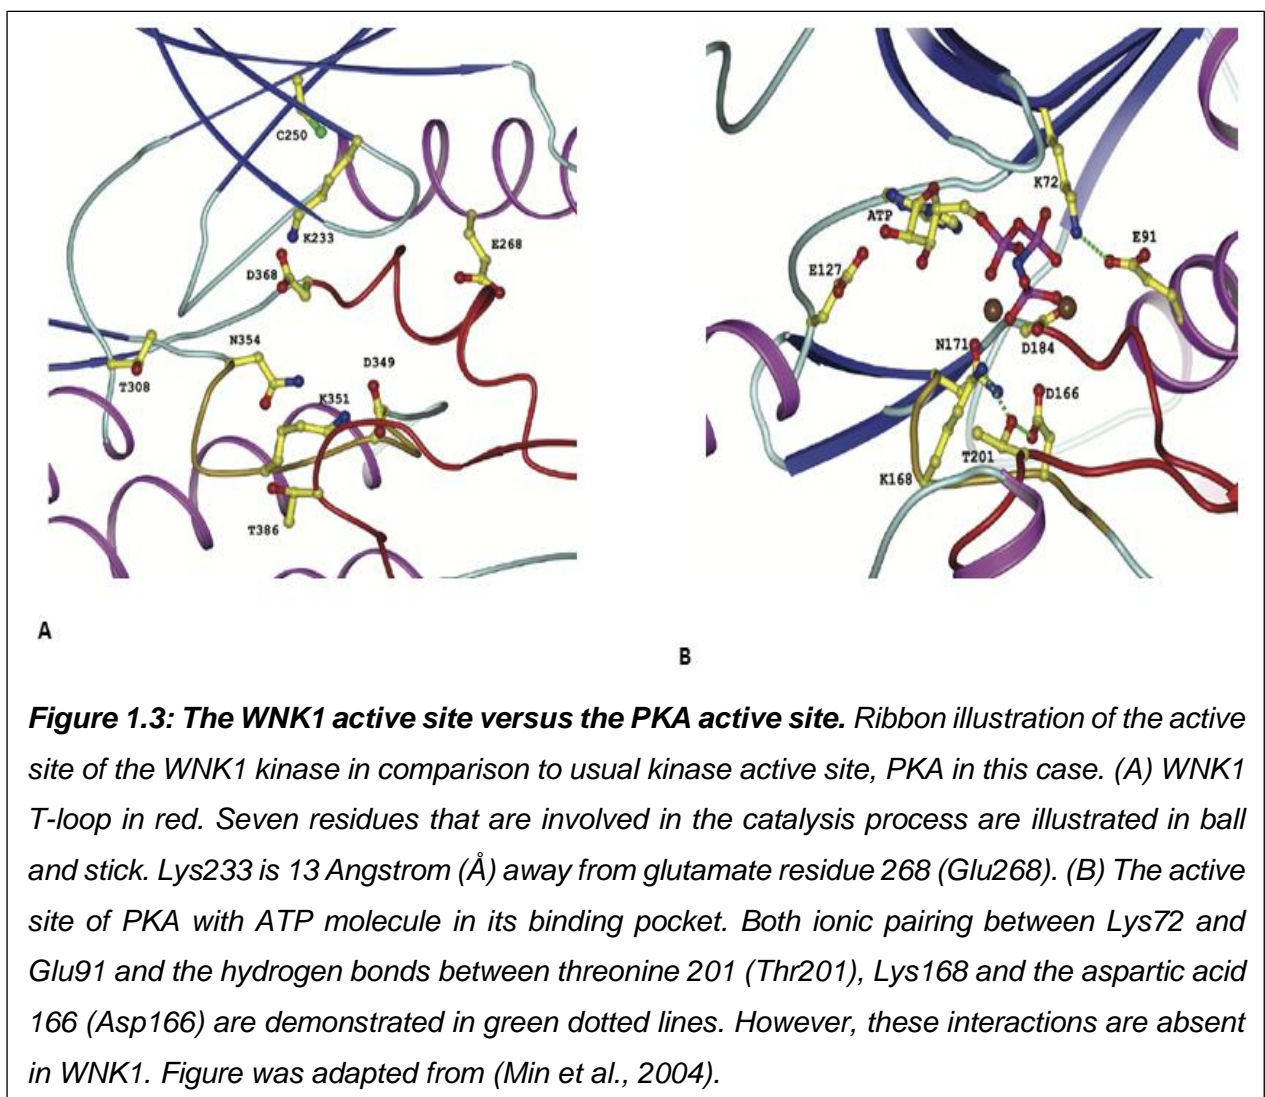 C250
K233
D368
E268
N354
D349
T308
K351
T386
A
K72
ATP
E91
E127
N171
D184
D166
T201
K168
B
Figure 1.3: The WNK1 active site versus the PKA active site. Ribbon illustration of the active
site of the WNK1 kinase in comparison to usual kinase active site, PKA in this case. (A) WNK1
T-loop in red. Seven residues that are involved in the catalysis process are illustrated in ball
and stick. Lys233 is 13 Angstrom (Å) away from glutamate residue 268 (Glu268). (B) The active
site of PKA with ATP molecule in its binding pocket. Both ionic pairing between Lys72 and
Glu91 and the hydrogen bonds between threonine 201 (Thr201), Lys168 and the aspartic acid
166 (Asp166) are demonstrated in green dotted lines. However, these interactions are absent
in WNK1. Figure was adapted from (Min et al., 2004).